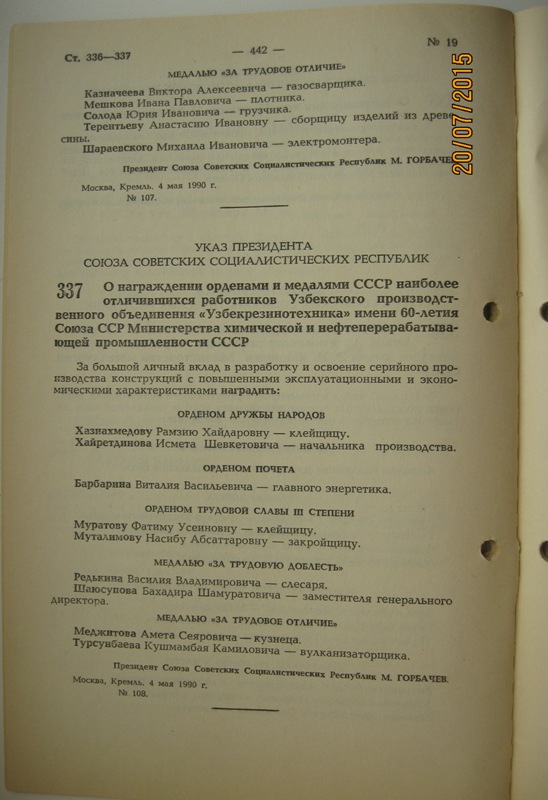 Ст. 336—337
— 442 —
№ 19
МЕДАЛЬЮ «ЗА ТРУДОВОЕ ОТЛИЧИЕ»
Казначеева Виктора Алексеевича — газосварщика.
Мешкова Ивана Павловича — плотника.
Солода Юрия Ивановича — грузчика.
Терентьеву Анастасию Ивановну — сборщицу изделий из древе-
сины.
Шараевского Михаила Ивановича — электромонтера.
Президент Союза Советских Социалистических Республик М. ГОРБАЧЕВ.
Москва, Кремль. 4 мая 1990 г.
№ 107.
УКАЗ ПРЕЗИДЕНТА
СОЮЗА СОВЕТСКИХ СОЦИАЛИСТИЧЕСКИХ РЕСПУБЛИК
337 О награждении орденами и медалями СССР наиболее
отличившихся работников Узбекского производст-
венного объединения «Узбекрезинотехника» имени 60-летия
Союза ССР Министерства химической и нефтеперерабатыва-
ющей промышленности СССР
За большой личный вклад в разработку и освоение серийного про-
изводства конструкций с повышенными эксплуатационными и эконо-
мическими характеристиками наградить:
ОРДЕНОМ ДРУЖБЫ НАРОДОВ
Хазиахмедову Рамзию Хайдаровну — клейщицу.
Хайретдинова Исмета Шевкетовича — начальника производства.
ОРДЕНОМ ПОЧЕТА
Барбарина Виталия Васильевича — главного энергетика.
ОРДЕНОМ ТРУДОВОЙ СЛАВЫ III СТЕПЕНИ
Муратову Фатиму Усеиновну — клейщицу.
Муталимову Насибу Абсаттаровну — закройщицу.
МЕДАЛЬЮ «ЗА ТРУДОВУЮ ДОБЛЕСТЬ»
Редькина Василия Владимировича — слесаря.
Шаюсупова Бахадира Шамуратовича — заместителя генерального
директора.
МЕДАЛЬЮ «ЗА ТРУДОВОЕ ОТЛИЧИЕ»
Меджитова Амета Сеяровича — кузнеца.
Турсунбаева Кушмамбая Камиловича — вулканизаторщика.
Президент Союза Советских Социалистических Республик М. ГОРБАЧЕВ.
Москва, Кремль. 4 мая 1990 г.
№ 108.
20/07/2015